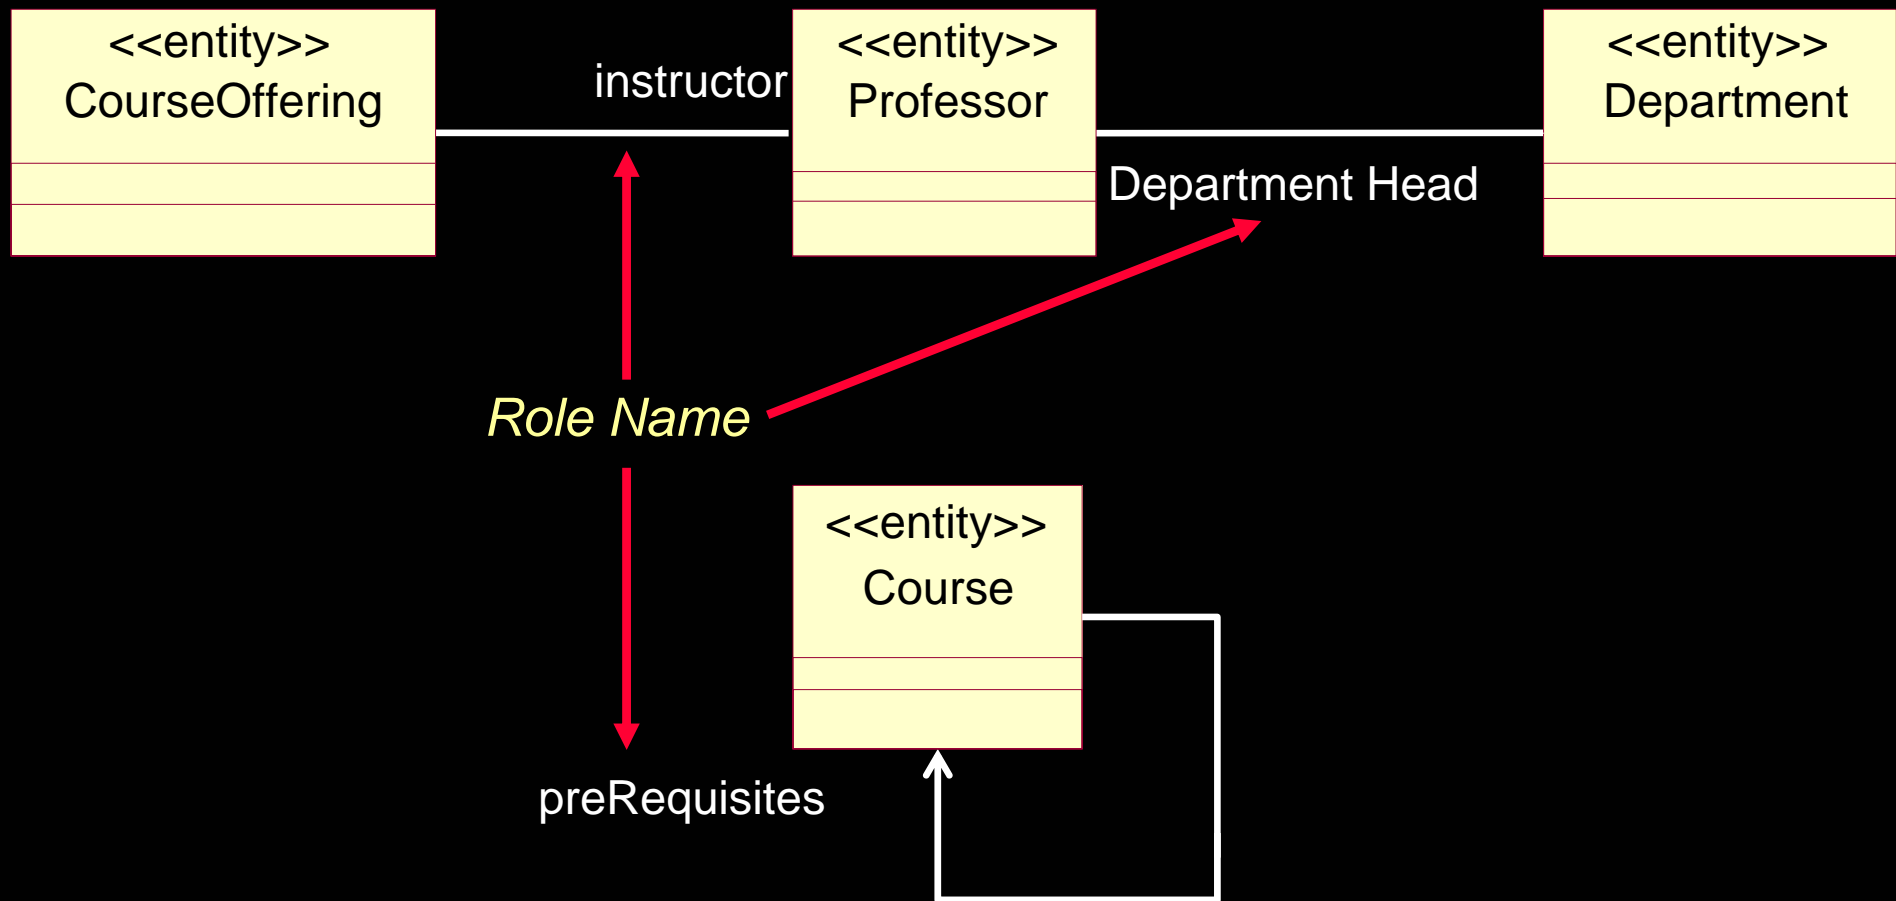 <<entity>>
CourseOffering
instructor
<<entity>>
Professor
<<entity>>
Department
Department Head
Role Name
<<entity>>
Course
preRequisites